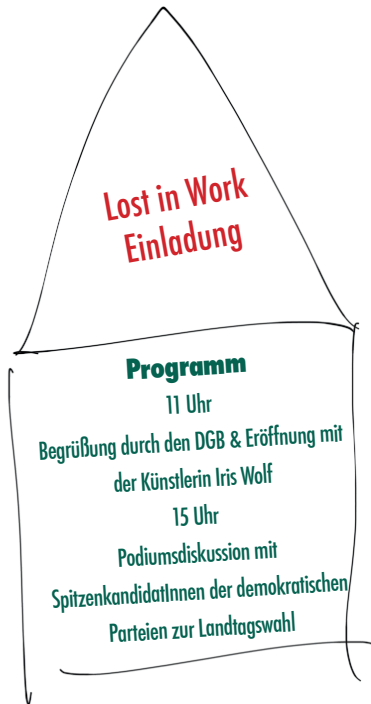 Lost in Work
Einladung
Programm
11 Uhr
Begrüßung durch den DGB & Eröffnung mit
der Künstlerin Iris Wolf
15 Uhr
Podiumsdiskussion mit
SpitzenkandidatInnen der demokratischen
Parteien zur Landtagswahl